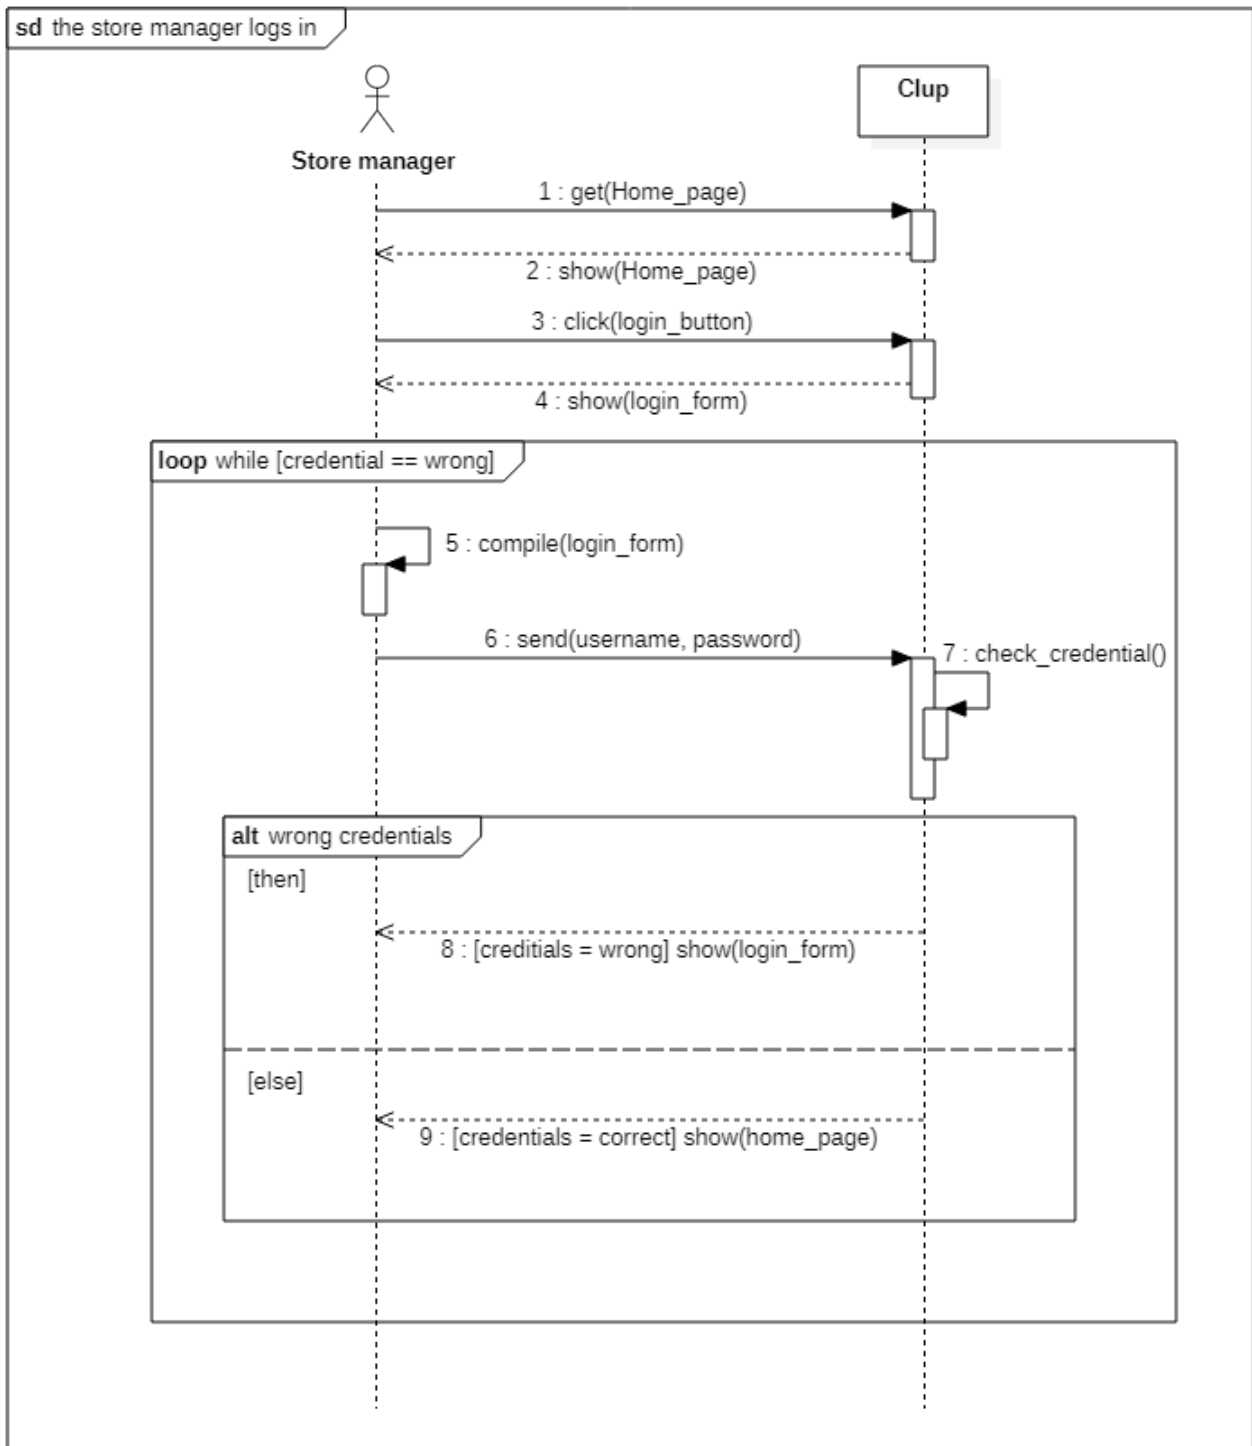 sd the store manager logs in
Clup
Store manager
1 : get(Home_page)
2 : show(Home_page)
3 : click(login_button)
4 : show(login_form)
loop while [credential == wrong]
5 : compile(login_form)
6 : send(username, password)
7 : check_credential()
alt wrong credentials
[then]
8 : [creditials = wrong] show(login_form)
[else]
9 : [credentials = correct] show(home_page)